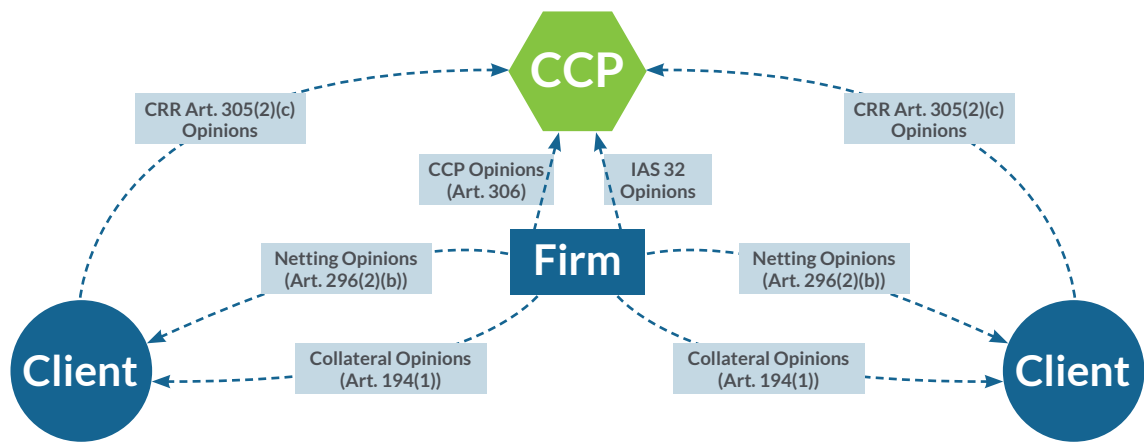 CCP
CRR Art. 305(2)(c)
Opinions
CRR Art. 305(2)(c)
Opinions
CCP Opinions
(Art. 306)
IAS 32
Opinions
Firm
Netting Opinions
(Art. 296(2)(b))
Netting Opinions
(Art. 296(2)(b))
Client
Collateral Opinions
(Art. 194(1))
Collateral Opinions
(Art. 194(1))
Client